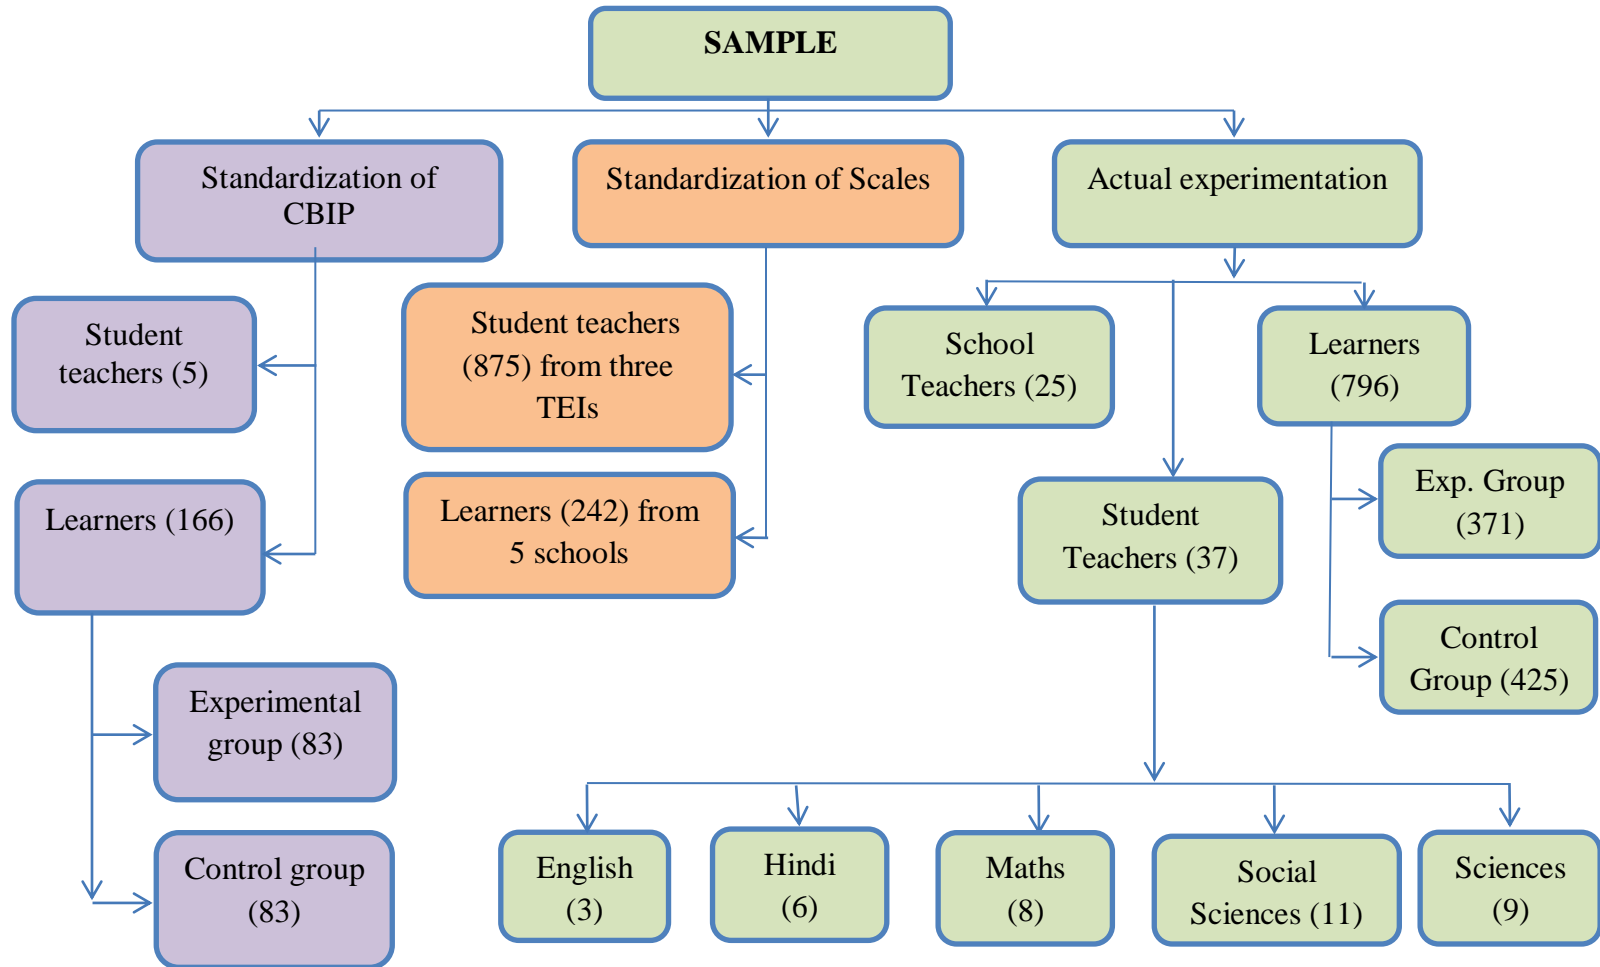 SAMPLE
Standardization of
CBIP
Standardization of Scales
Actual experimentation
Student
teachers (5)
Student teachers
(875) from three
TEIs
School
Teachers (25)
Learners
(796)
Learners (166)
Learners (242) from
5 schools
Student
Teachers (37)
Exp. Group
(371)
Control
Group (425)
Experimental
group (83)
Control group
(83)
English
(3)
Hindi
(6)
Maths
(8)
Social
Sciences (11)
Sciences
(9)